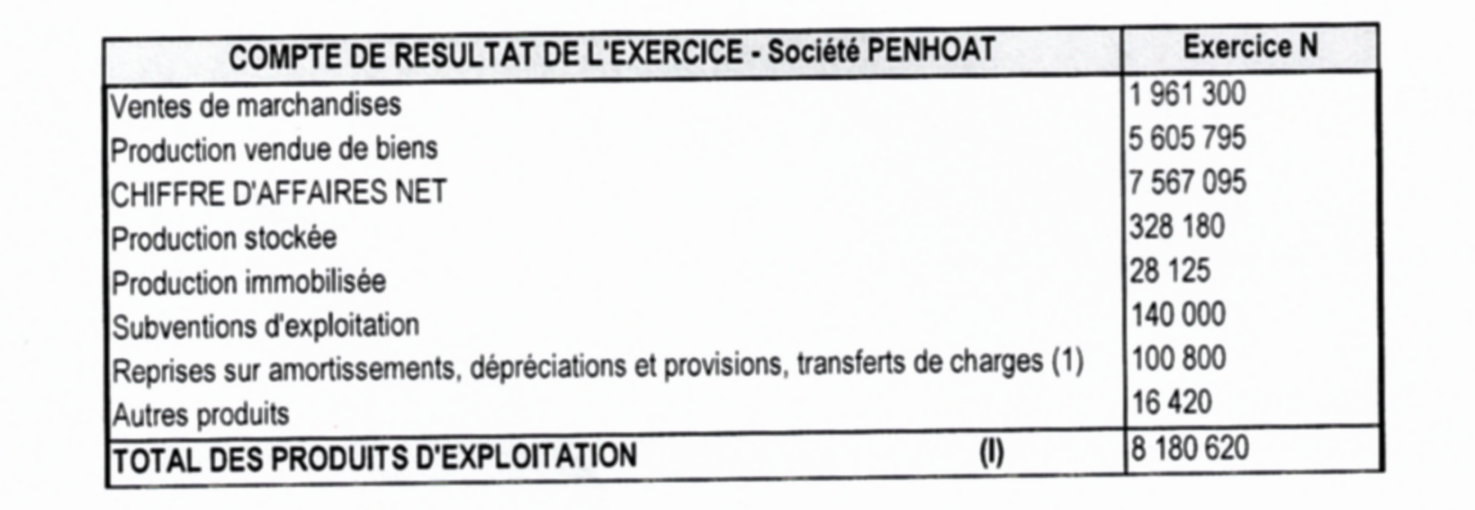 COMPTE DE RESULTAT DE L'EXERCICE - Société PENHOAT Exercice N
Ventes de marchandises 1 961 300
Production vendue de biens 5 605 795
CHIFFRE D'AFFAIRES NET 7 567 095
Production stockée 328 180
Production immobilisée 28 125
Subventions d'exploitation 140 000
Reprises sur amortissements, dépréciations et provisions, transferts de charges (1) 100 800
Autres produits 16 420
TOTAL DES PRODUITS D'EXPLOITATION (I) 8 180 620